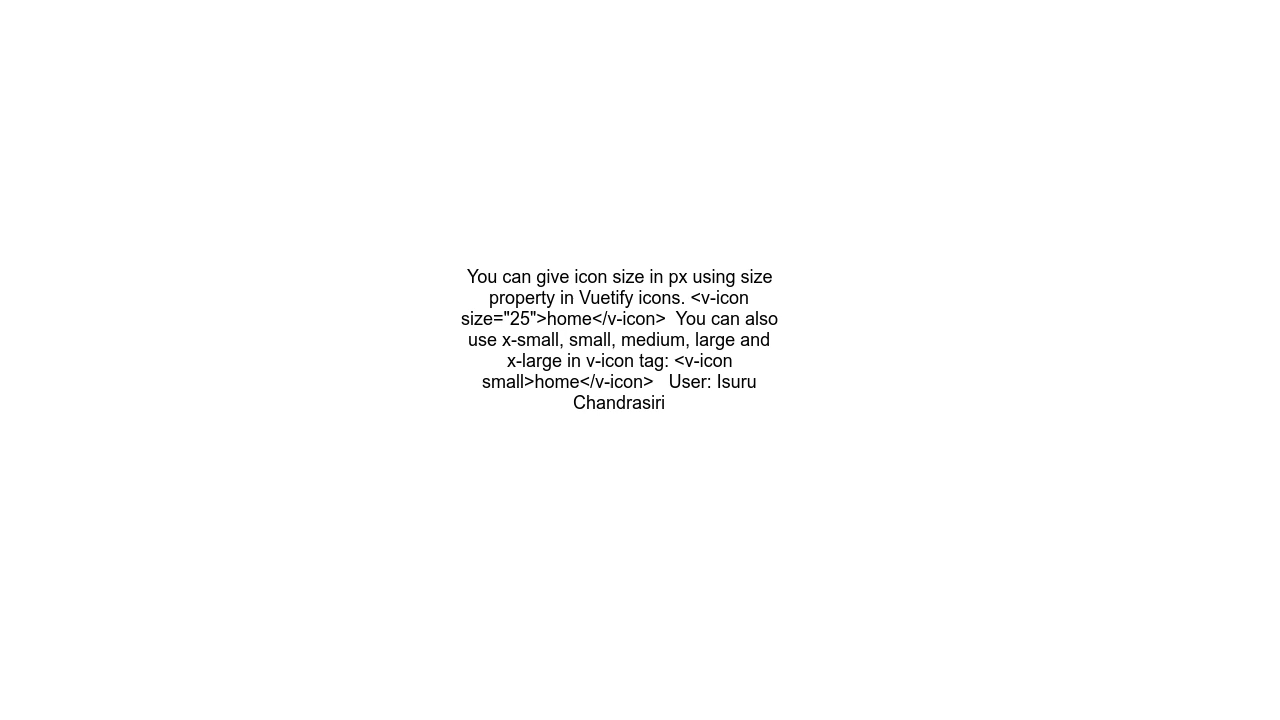 You can give icon size in px using size
property in Vuetify icons. <v-icon
size="25">home</v-icon>  You can also
use x-small, small, medium, large and
x-large in v-icon tag: <v-icon
small>home</v-icon>   User: Isuru
Chandrasiri